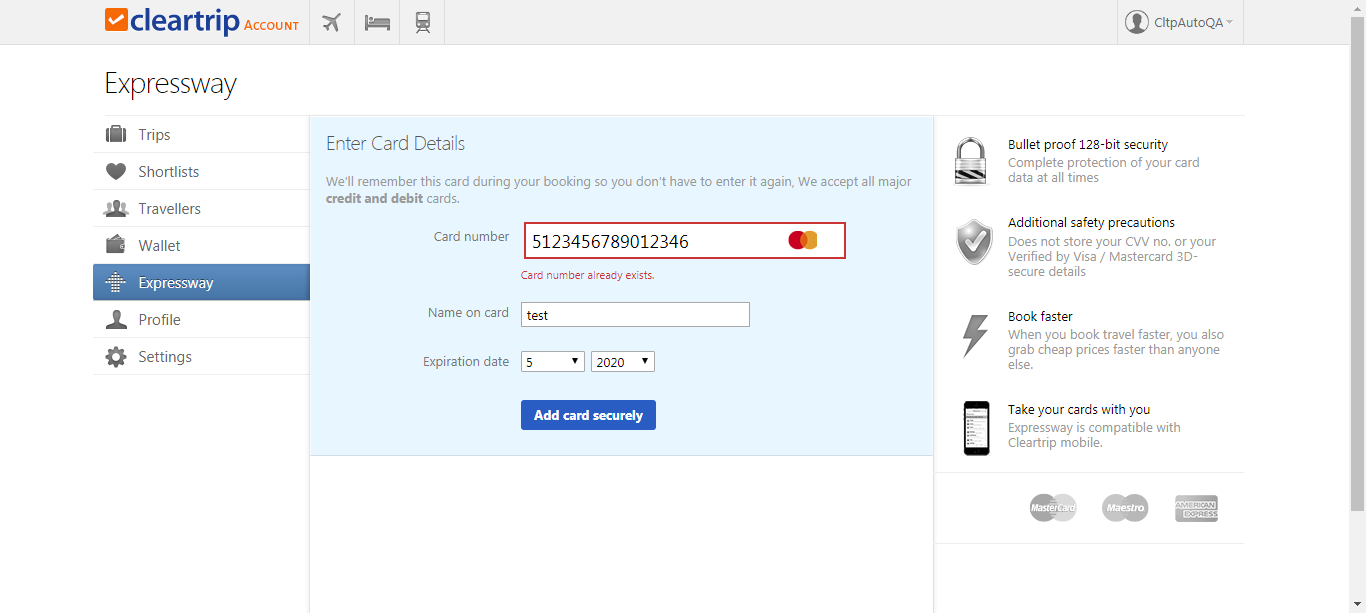 cleartrip ACCOUNT
CltpAutoQA
Expressway
Trips
Shortlists
Travellers
Wallet
Expressway
Profile
Settings
Enter Card Details
We'll remember this card during your booking so you don't have to enter it again, We accept all major
credit and debit cards.
Card number 5123456789012346
Card number already exists.
Name on card test
Expiration date 5 2020
Add card securely
Bullet proof 128-bit security
Complete protection of your card
data at all times
Additional safety precautions
Does not store your CVV no. or your
Verified by Visa / Mastercard 3D-
secure details
Book faster
When you book travel faster, you also
grab cheap prices faster than anyone
else.
Take your cards with you
Expressway is compatible with
Cleartrip mobile.
MasterCard Maestro AMERICAN EXPRESS